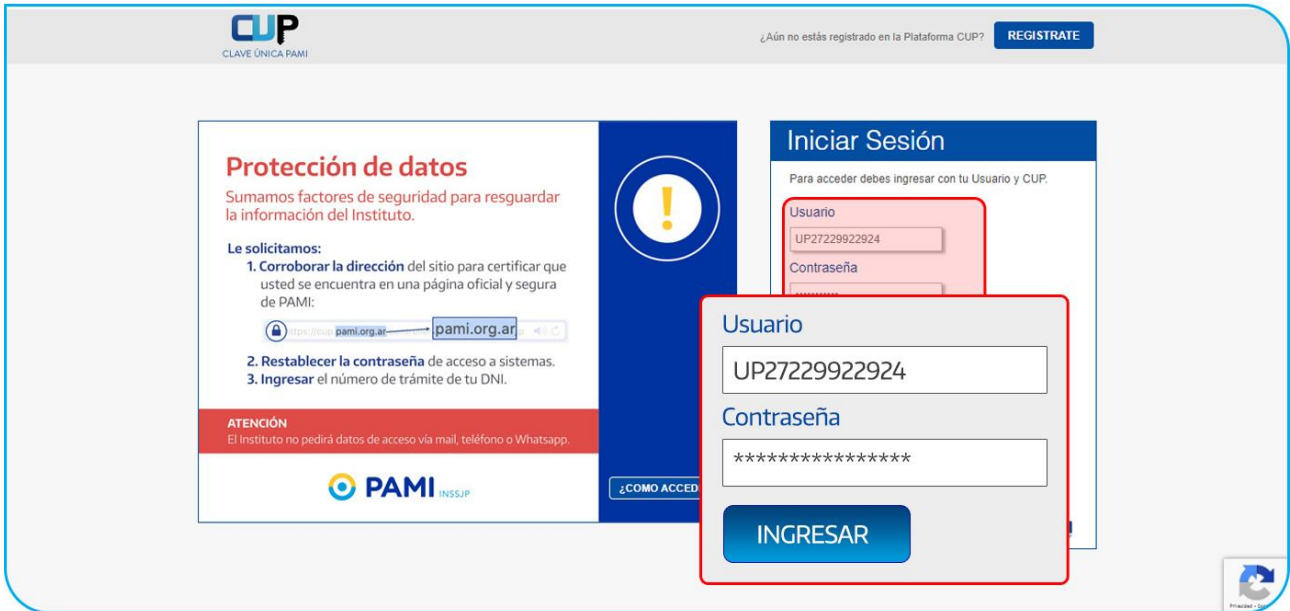 CUP
CLAVE ÚNICA PAMI
¿Aún no estás registrado en la Plataforma CUP?
REGISTRATE
Protección de datos
Sumamos factores de seguridad para resguardar
la información del Instituto.
Le solicitamos:
1. Corroborar la dirección del sitio para certificar que
usted se encuentra en una página oficial y segura
de PAMI:
https://cup.pami.org.ar
pami.org.ar
2. Restablecer la contraseña de acceso a sistemas.
3. Ingresar el número de trámite de tu DNI.
ATENCIÓN
El Instituto no pedirá datos de acceso vía mail, teléfono o Whatsapp.
PAMI INSSJP
!
¿COMO ACCED
Iniciar Sesión
Para acceder debes ingresar con tu Usuario y CUP.
Usuario
UP27229922924
Contraseña
Usuario
UP27229922924
Contraseña
****************
INGRESAR